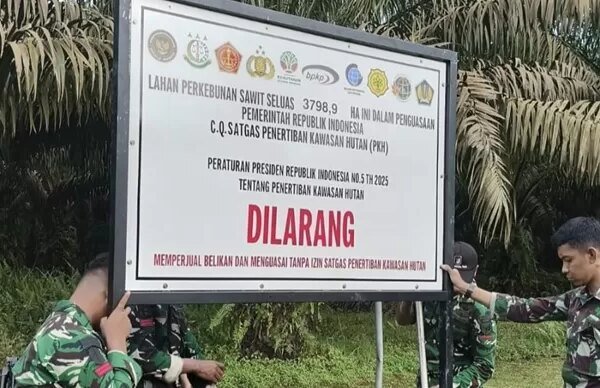 bpkp
LAHAN PERKEBUNAN SAWIT SELUAS 3798,9 HA INI DALAM PENGUASAAN
PEMERINTAH REPUBLIK INDONESIA
C.Q.SATGAS PENERTIBAN KAWASAN HUTAN (PKH)
PERATURAN PRESIDEN REPUBLIK INDONESIA NO.5 TH 2025
TENTANG PENERTIBAN KAWASAN HUTAN
DILARANG
MEMPERJUAL BELIKAN DAN MENGUASAI TANPA IZIN SATGAS PENERTIBAN KAWASAN HUTAN